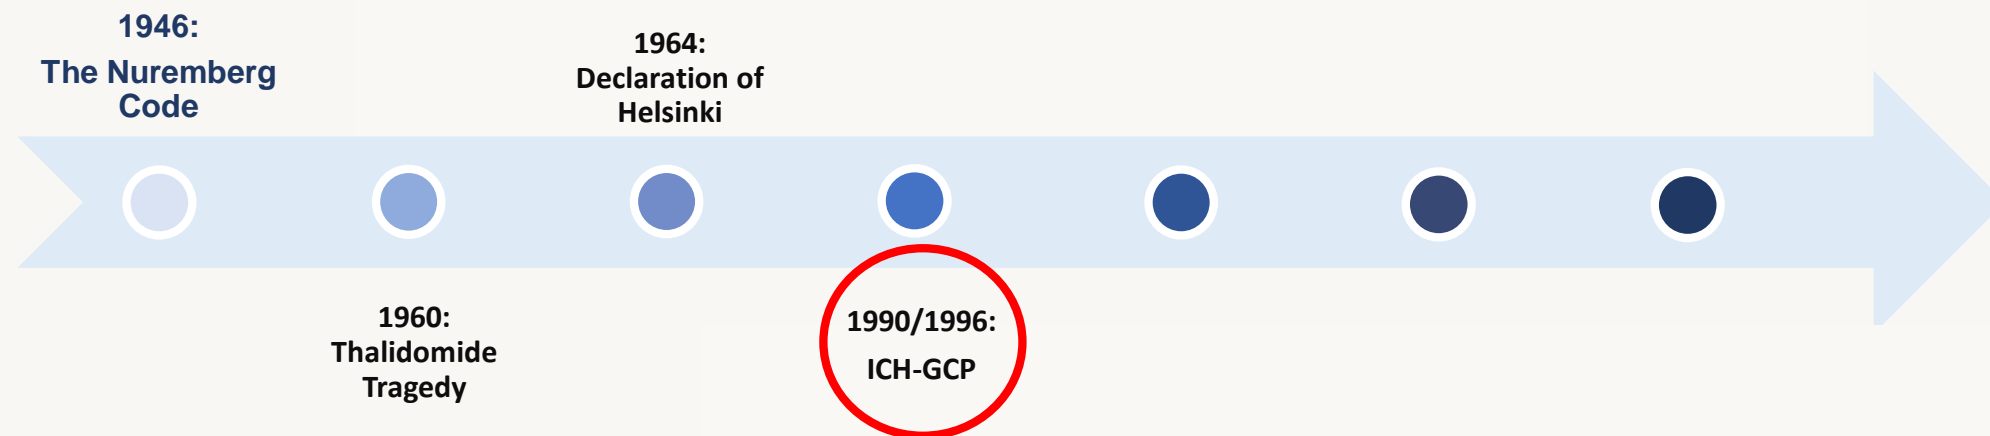 1946:
The Nuremberg
Code
1960:
Thalidomide
Tragedy
1964:
Declaration of
Helsinki
1990/1996:
ICH-GCP